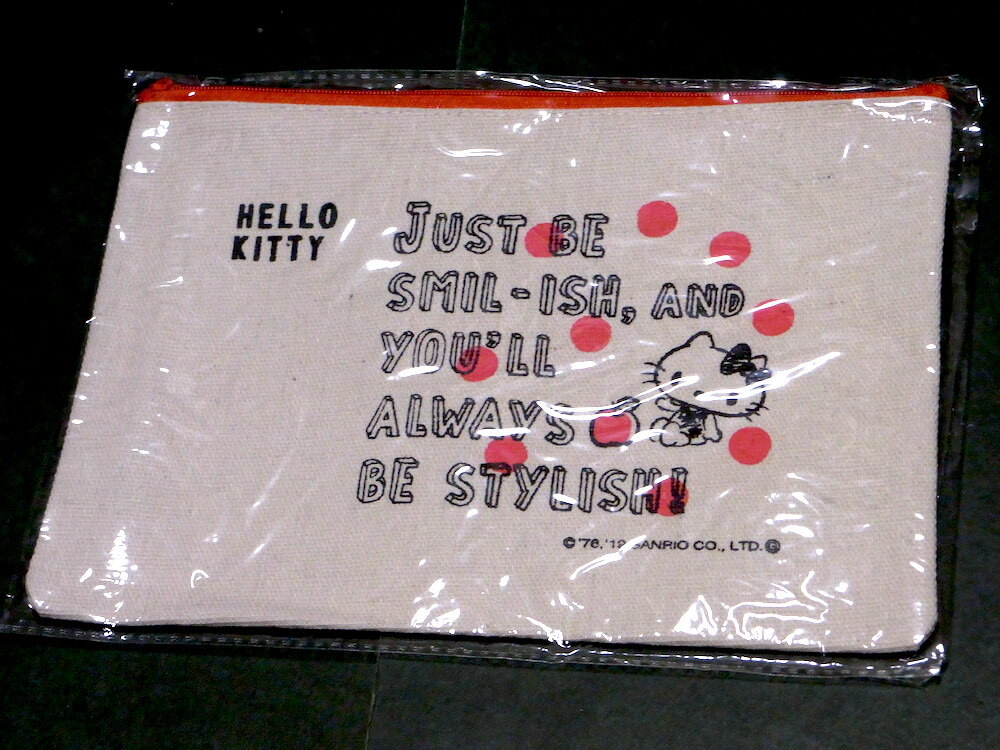 HELLO
KITTY
JUST BE
SMIL-ISH, AND
YOU'LL
ALWAYS
BE STYLISH!
©'76,'12 SANRIO CO., LTD. Ⓖ